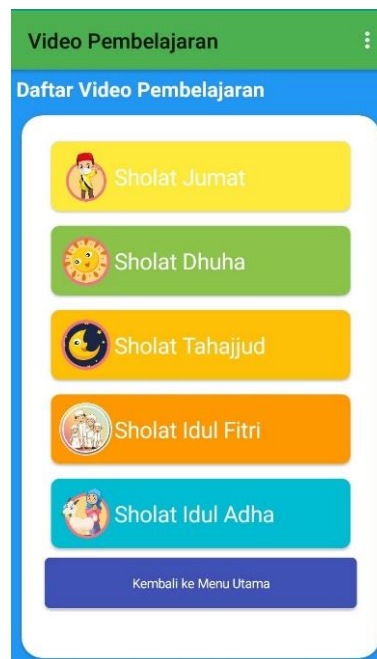 Video Pembelajaran
Daftar Video Pembelajaran
Sholat Jumat
Sholat Dhuha
Sholat Tahajjud
Sholat Idul Fitri
Sholat Idul Adha
Kembali ke Menu Utama